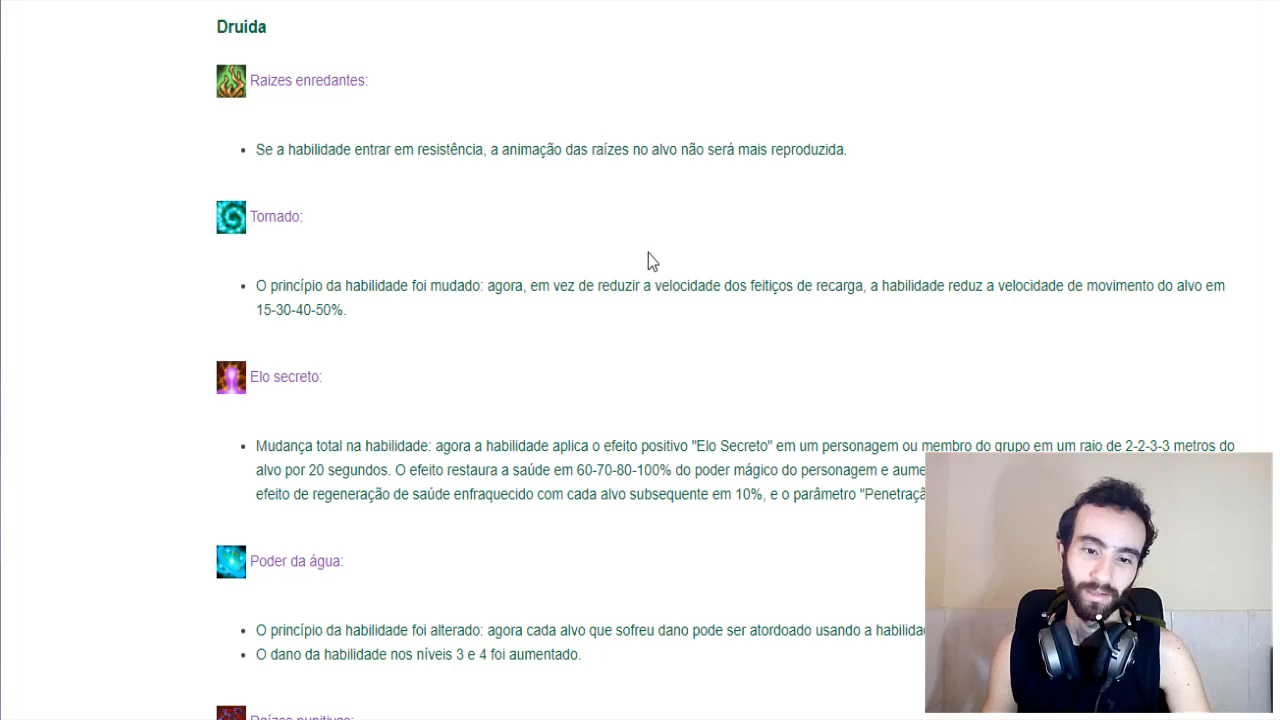 Druida
Raizes enredantes:
• Se a habilidade entrar em resistência, a animação das raízes no alvo não será mais reproduzida.
Tornado:
• O princípio da habilidade foi mudado: agora, em vez de reduzir a velocidade dos feitiços de recarga, a habilidade reduz a velocidade de movimento do alvo em
15-30-40-50%.
Elo secreto:
• Mudança total na habilidade: agora a habilidade aplica o efeito positivo "Elo Secreto" em um personagem ou membro do grupo em um raio de 2-2-3-3 metros do
alvo por 20 segundos. O efeito restaura a saúde em 60-70-80-100% do poder mágico do personagem e aume
efeito de regeneração de saúde enfraquecido com cada alvo subsequente em 10%, e o parâmetro "Penetraçã
Poder da água:
• O princípio da habilidade foi alterado: agora cada alvo que sofreu dano pode ser atordoado usando a habilidad
• O dano da habilidade nos níveis 3 e 4 foi aumentado.
Raízes punitivas: